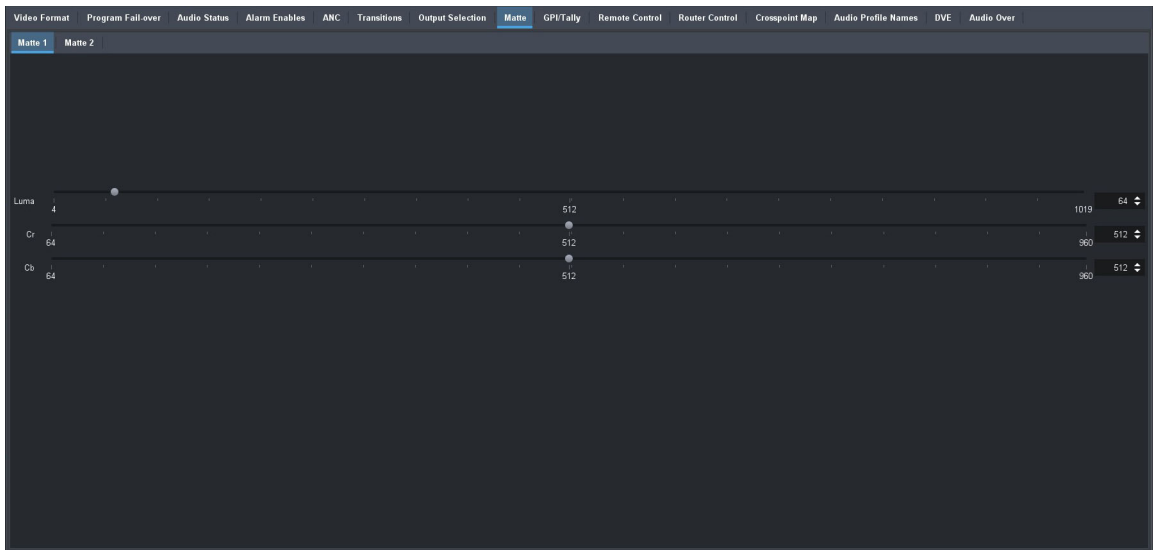 Video Format Program Fail-over Audio Status Alarm Enables ANC Transitions Output Selection Matte GPI/Tally Remote Control Router Control Crosspoint Map Audio Profile Names DVE Audio Over
Matte 1 Matte 2
Luma 64
4 512 1019
Cr 512
64 512 960
Cb 512
64 512 960